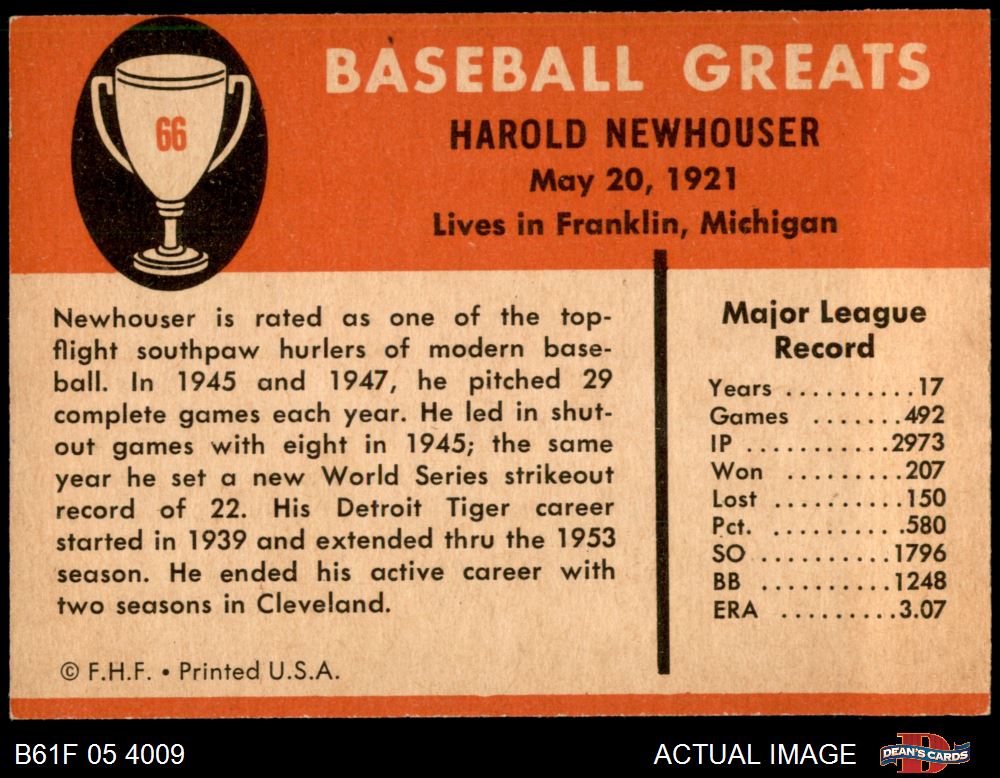 66
BASEBALL GREATS
HAROLD NEWHOUSER
May 20, 1921
Lives in Franklin, Michigan
Newhouser is rated as one of the top-
flight southpaw hurlers of modern base-
ball. In 1945 and 1947, he pitched 29
complete games each year. He led in shut-
out games with eight in 1945; the same
year he set a new World Series strikeout
record of 22. His Detroit Tiger career
started in 1939 and extended thru the 1953
season. He ended his active career with
two seasons in Cleveland.
© F.H.F. • Printed U.S.A.
Major League
Record
Years ..........17
Games .......492
IP ...........2973
Won .........207
Lost ..........150
Pct. ..........580
SO ..........1796
BB ..........1248
ERA .........3.07
B61F 05 4009
ACTUAL IMAGE
D
DEAN'S CARDS